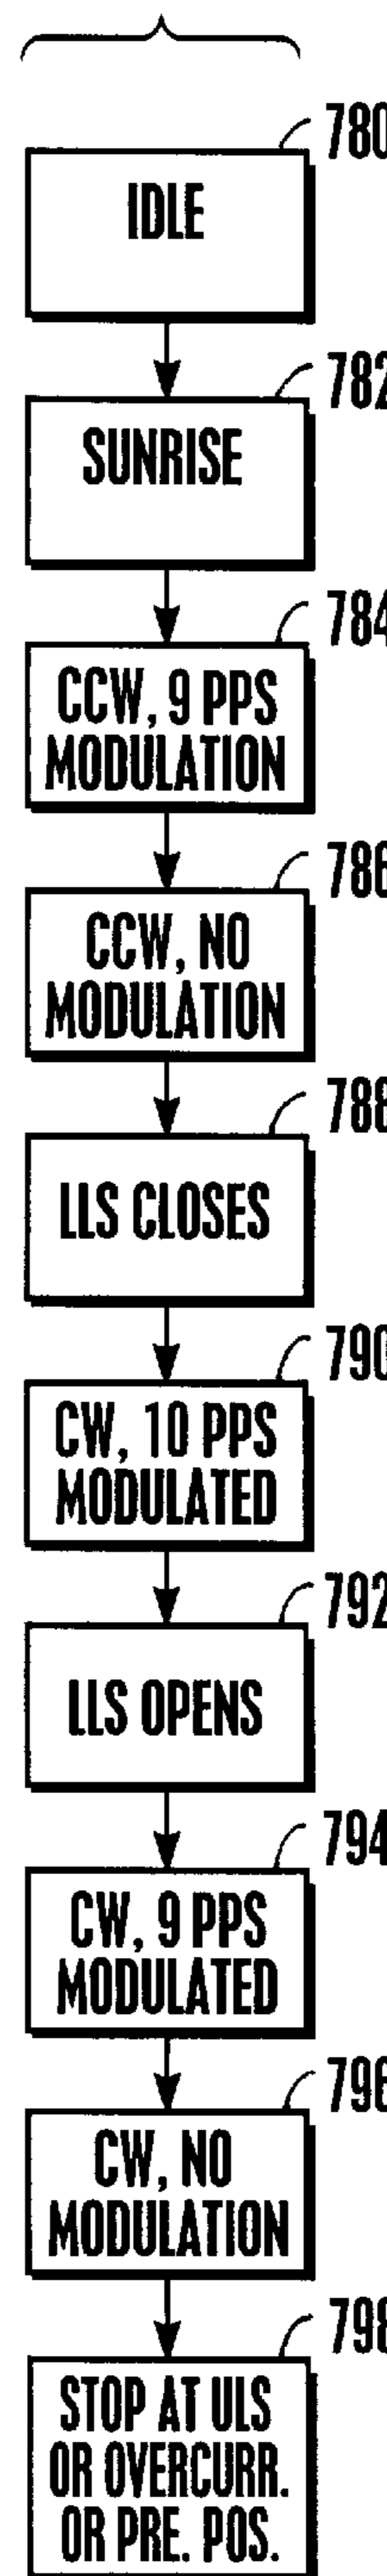 780
IDLE
782
SUNRISE
784
CCW, 9 PPS
MODULATION
786
CCW, NO
MODULATION
788
LLS CLOSES
790
CW, 10 PPS
MODULATED
792
LLS OPENS
794
CW, 9 PPS
MODULATED
796
CW, NO
MODULATION
798
STOP AT ULS
OR OVERCURR.
OR PRE. POS.